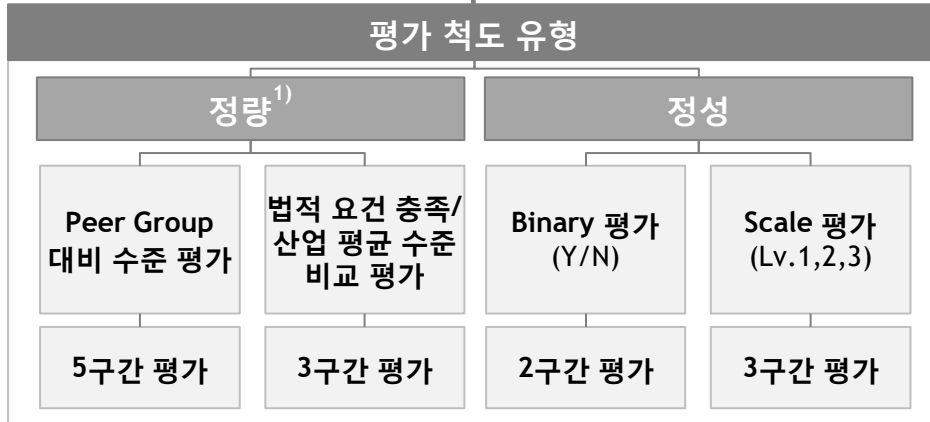 평가 척도 유형
정량1)
정성
Peer Group
대비 수준 평가
법적 요건 충족/
산업 평균 수준
비교 평가
Binary 평가
(Y/N)
Scale 평가
(Lv.1,2,3)
5구간 평가
3구간 평가
2구간 평가
3구간 평가